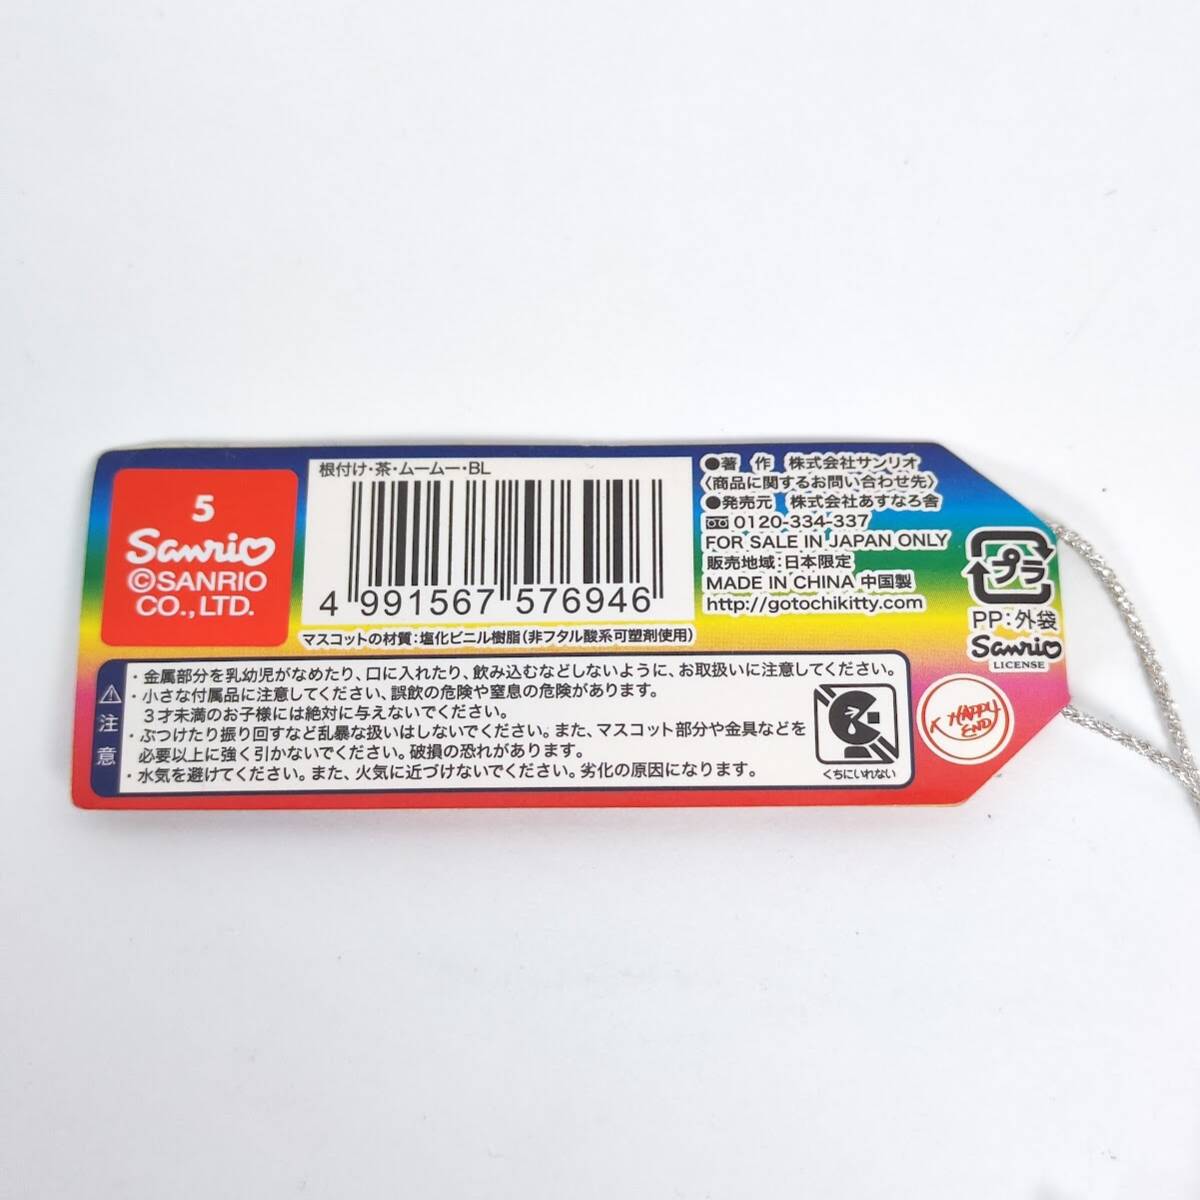 5
Sanrio
©SANRIO
CO.,LTD.
根付け・茶・ムームー・BL
4 991567 576946
マスコットの材質：塩化ビニル樹脂（非フタル酸系可塑剤使用）
●著 作 株式会社サンリオ
〈商品に関するお問い合わせ先〉
●発売元 株式会社あすなろ舎
0120-334-337
FOR SALE IN JAPAN ONLY
販売地域：日本限定
MADE IN CHINA 中国製
http://gotochikitty.com
プラ
PP：外袋
Sanrio
LICENSE
注意
・金属部分を乳幼児がなめたり、口に入れたり、飲み込むなどしないように、お取扱いに注意してください。
・小さな付属品に注意してください、誤飲の危険や窒息の危険があります。
３才未満のお子様には絶対に与えないでください。
・ぶつけたり振り回すなど乱暴な扱いはしないでください。また、マスコット部分や金具などを
必要以上に強く引かないでください。破損の恐れがあります。
・水気を避けてください。また、火気に近づけないでください。劣化の原因になります。
くちにいれない
K HAPPY
END